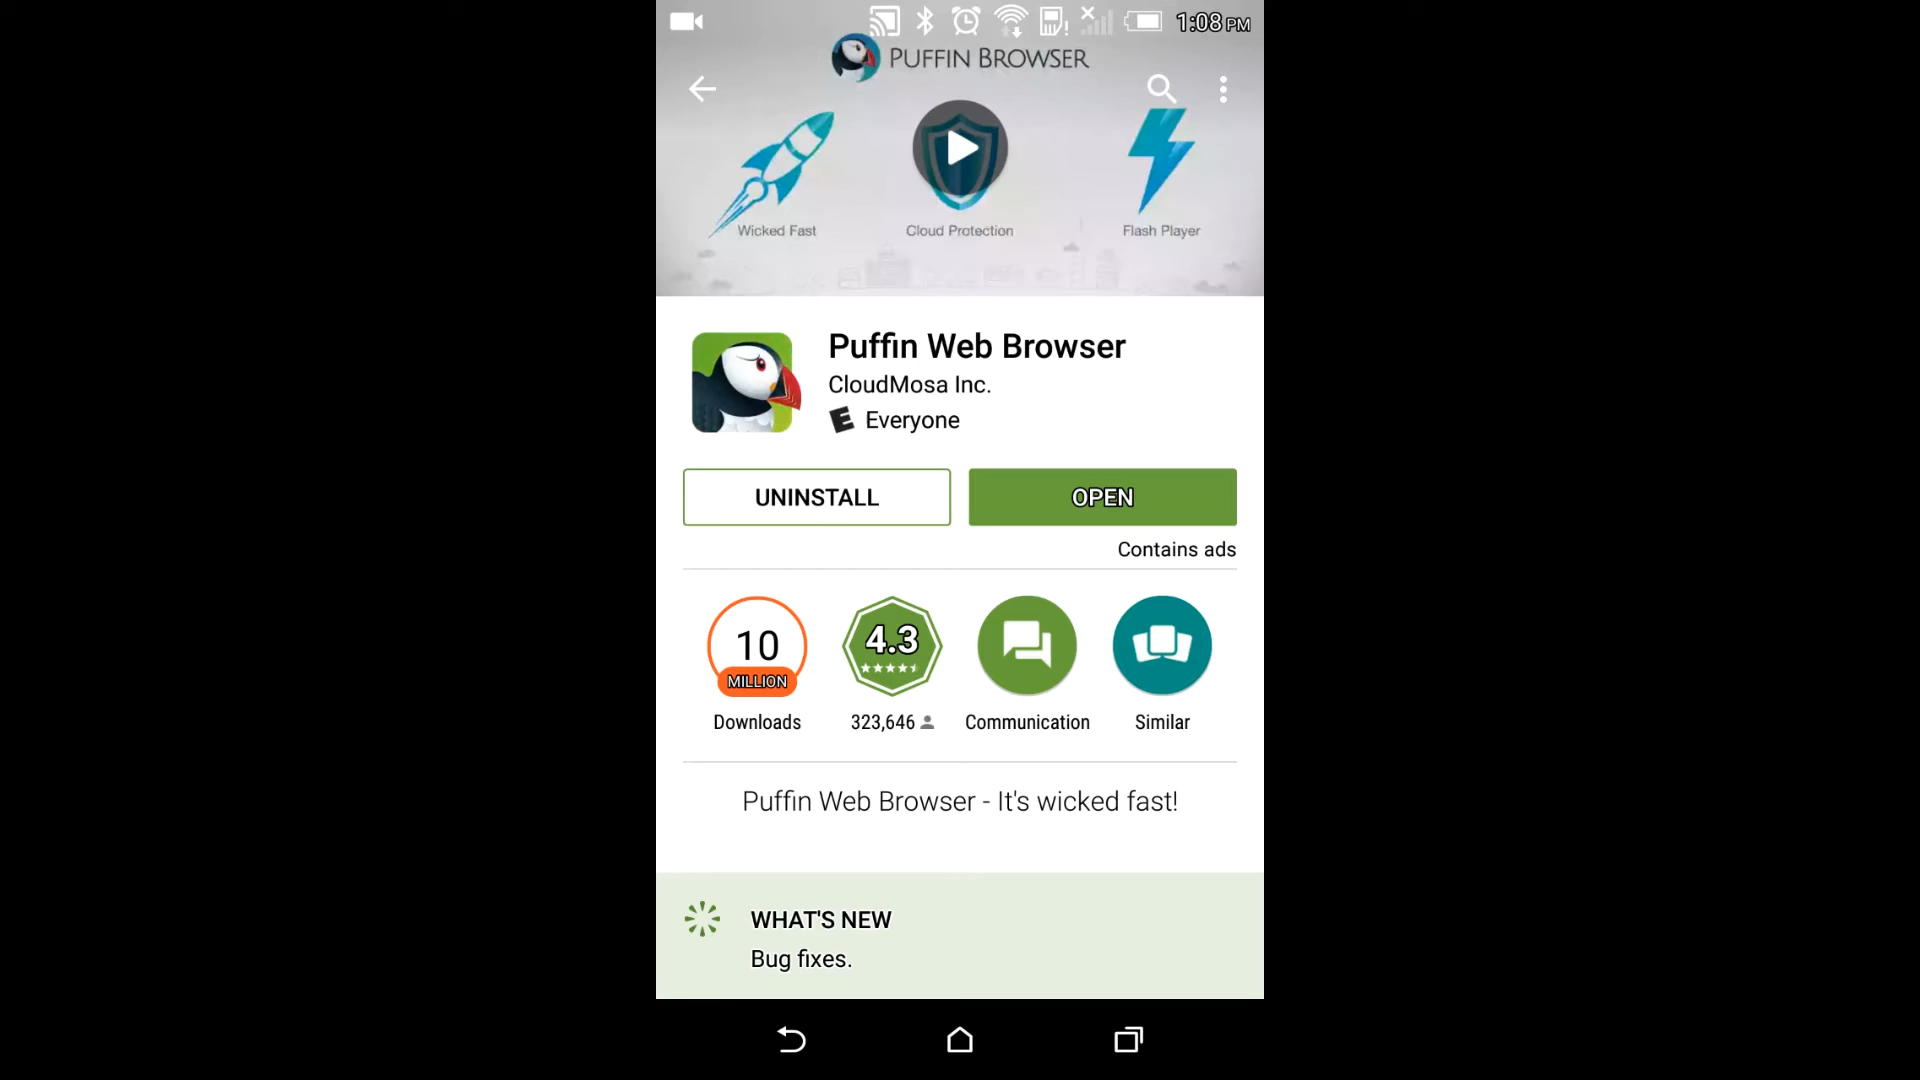 1:08 PM
PUFFIN BROWSER
Wicked Fast
Cloud Protection
Flash Player
Puffin Web Browser
CloudMosa Inc.
E Everyone
UNINSTALL
OPEN
Contains ads
10
MILLION
Downloads
4.3
323,646
Communication
Similar
Puffin Web Browser - It's wicked fast!
WHAT'S NEW
Bug fixes.